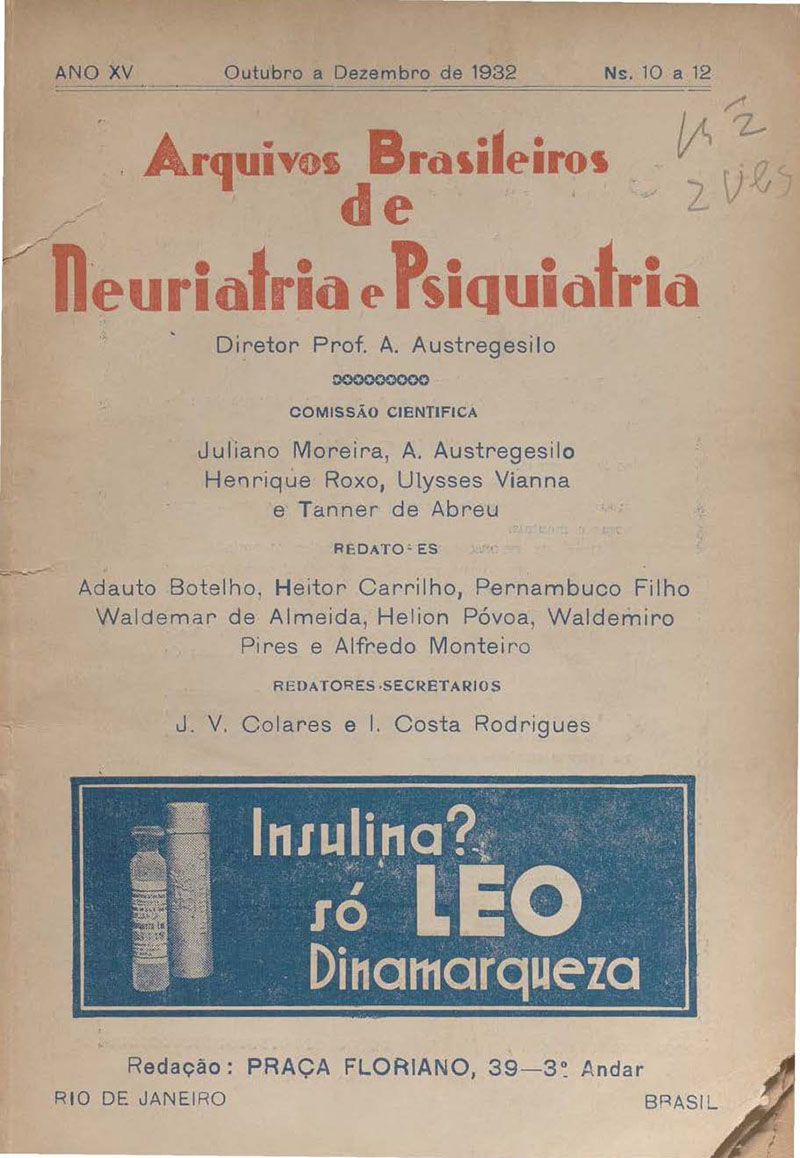 ANO XV Outubro a Dezembro de 1932 Ns. 10 a 12
Arquivos Brasileiros
de
Neuriatria e Psiquiatria
Diretor Prof. A. Austregesilo
COMISSÃO CIENTIFICA
Juliano Moreira, A. Austregesilo
Henrique Roxo, Ulysses Vianna
e Tanner de Abreu
REDATO-ES
Adauto Botelho, Heitor Carrilho, Pernambuco Filho
Waldemar de Almeida, Helion Póvoa, Waldemiro
Pires e Alfredo Monteiro
REDATORES-SECRETARIOS
J. V. Colares e I. Costa Rodrigues
Insulina?
só LEO
Dinamarqueza
Redação: PRAÇA FLORIANO, 39—3º Andar
RIO DE JANEIRO BRASIL